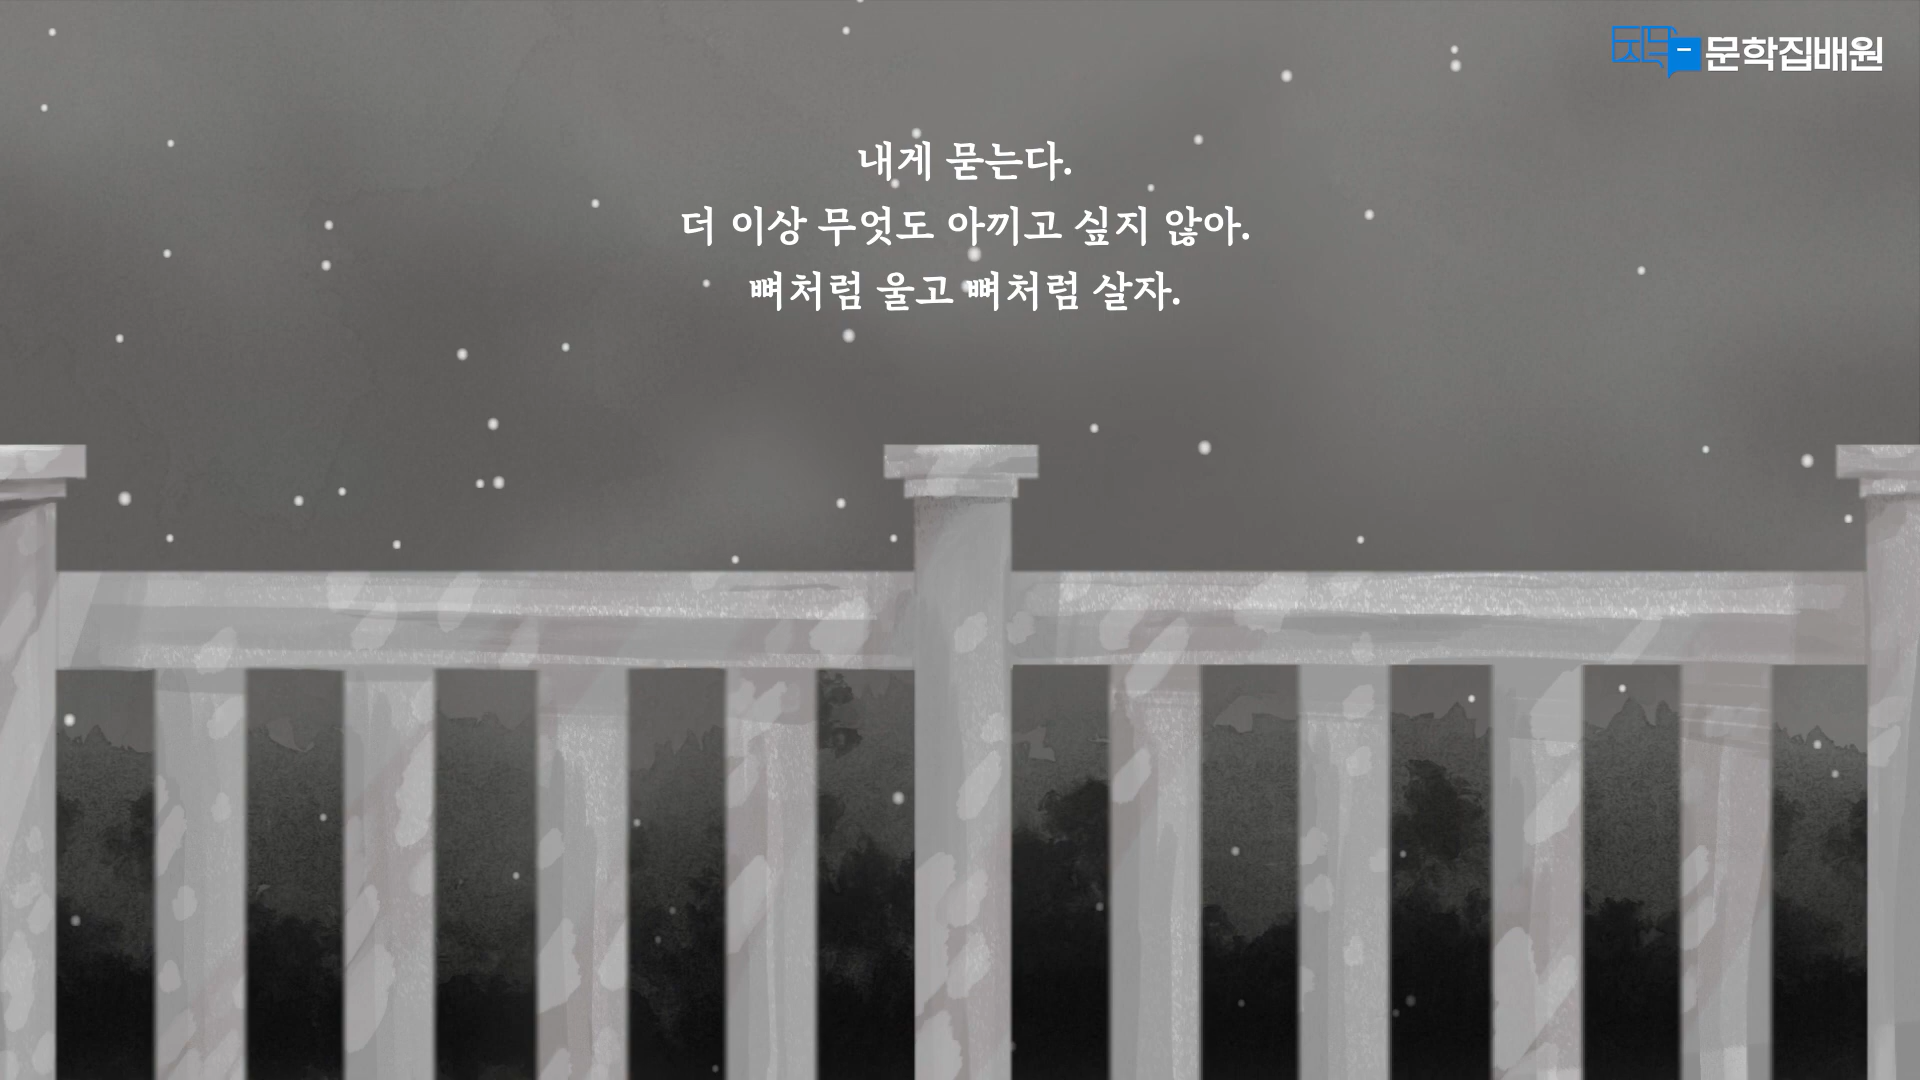 문학집배원
내게 묻는다.
더 이상 무엇도 아끼고 싶지 않아.
뼈처럼 울고 뼈처럼 살자.